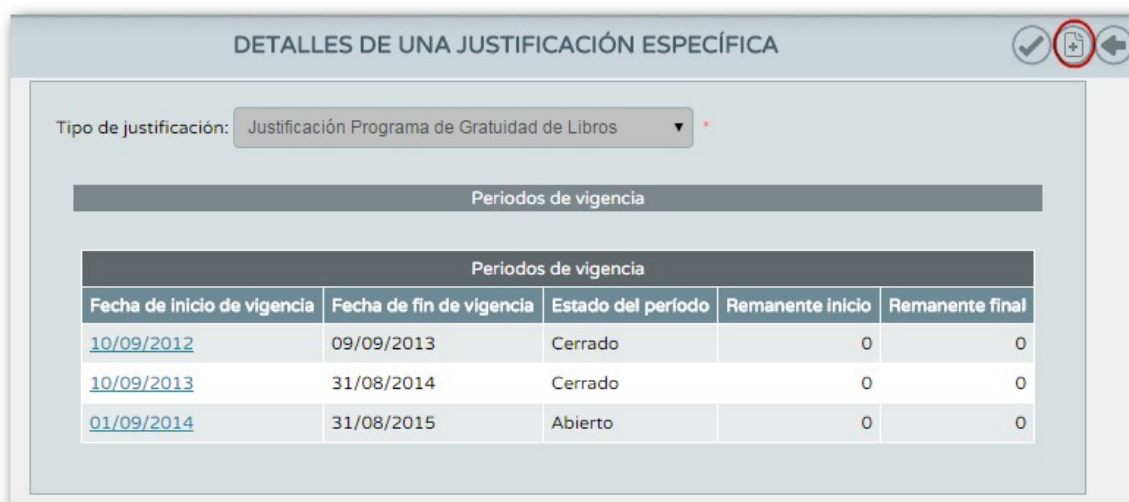 DETALLES DE UNA JUSTIFICACIÓN ESPECÍFICA
Tipo de justificación: Justificación Programa de Gratuidad de Libros *
Periodos de vigencia
Periodos de vigencia
Fecha de inicio de vigencia Fecha de fin de vigencia Estado del período Remanente inicio Remanente final
10/09/2012 09/09/2013 Cerrado 0 0
10/09/2013 31/08/2014 Cerrado 0 0
01/09/2014 31/08/2015 Abierto 0 0